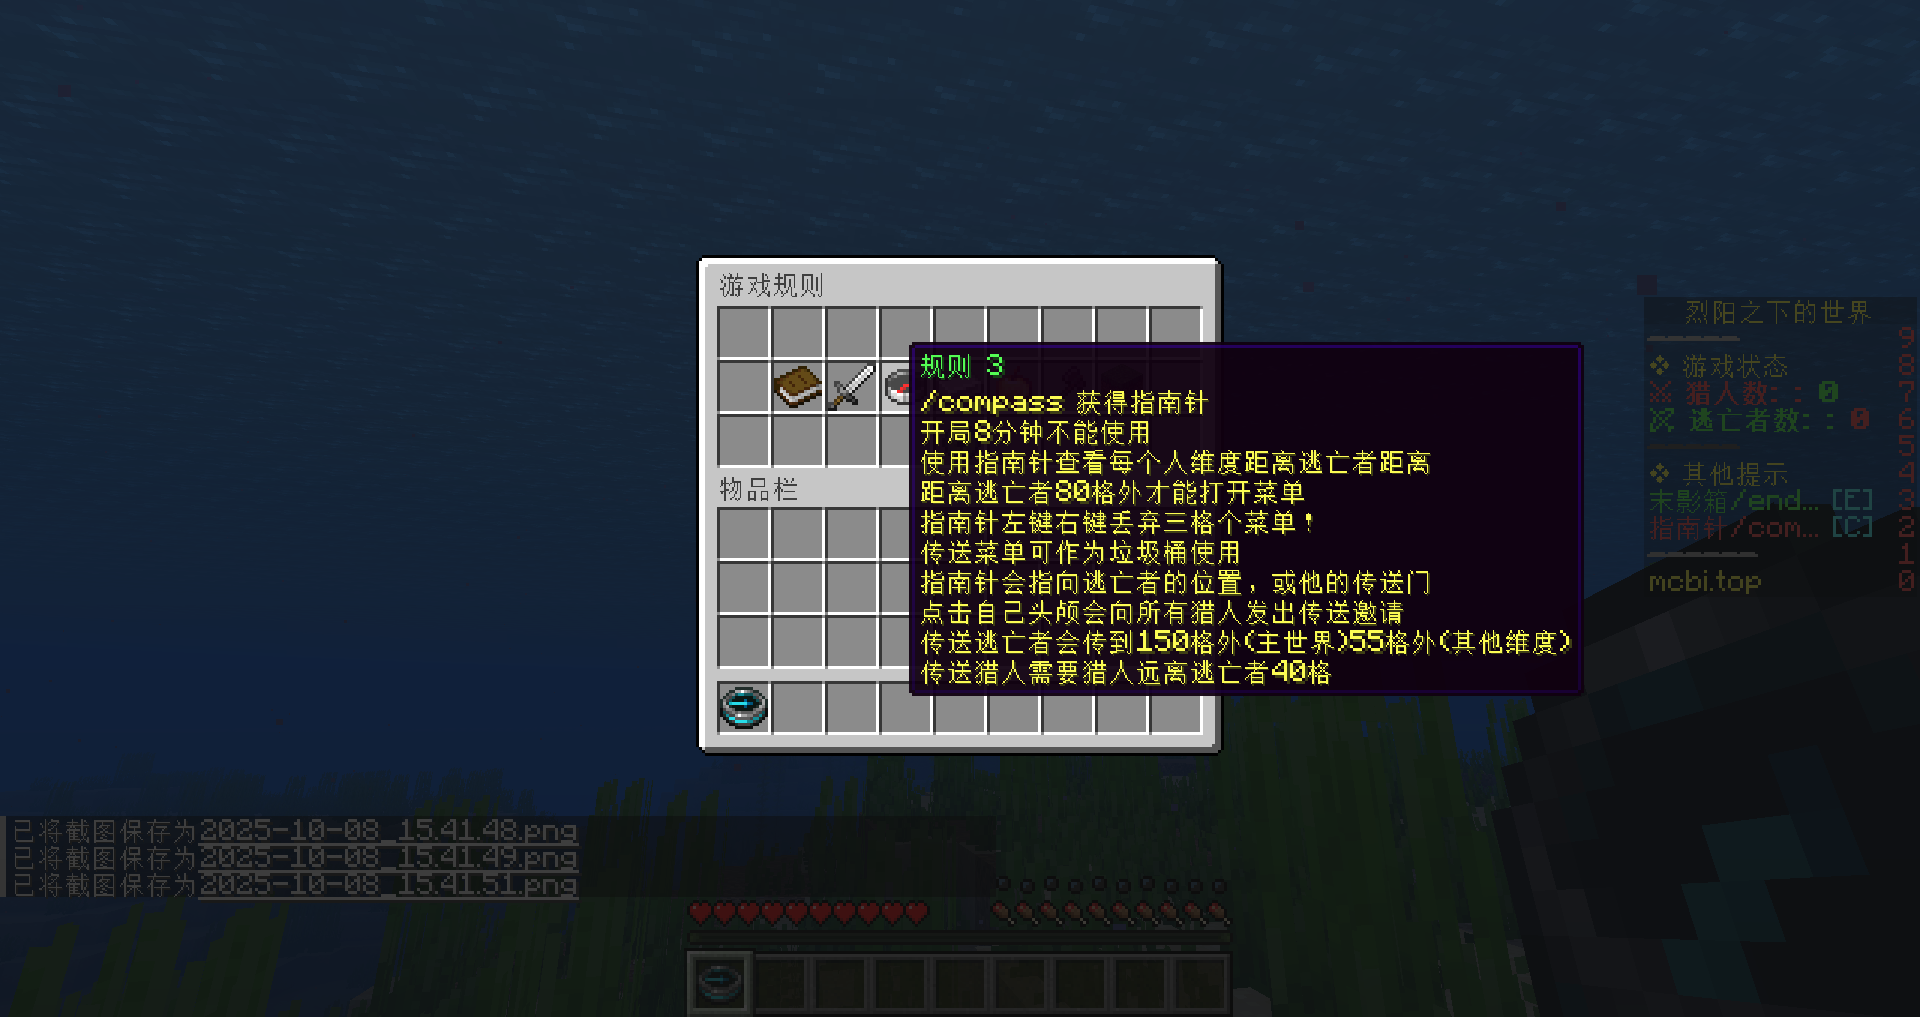 游戏规则
规则 3
/compass 获得指南针
开局8分钟不能使用
使用指南针查看每个人维度距离逃亡者距离
距离逃亡者80格外才能打开菜单
指南针左键右键丢弃三格个菜单！
传送菜单可作为垃圾桶使用
指南针会指向逃亡者的位置，或他的传送门
点击自己头颅会向所有猎人发出传送邀请
传送逃亡者会传到150格外(主世界)55格外(其他维度)
传送猎人需要猎人远离逃亡者40格
物品栏
烈阳之下的世界
9
❖ 游戏状态 8
猎人数: : 0 7
逃亡者数: : 0 6
5
❖ 其他提示 4
末影箱/end... [E] 3
指南针/com... [C] 2
1
mcbi.top 0
已将截图保存为2025-10-08_15.41.48.png
已将截图保存为2025-10-08_15.41.49.png
已将截图保存为2025-10-08_15.41.51.png